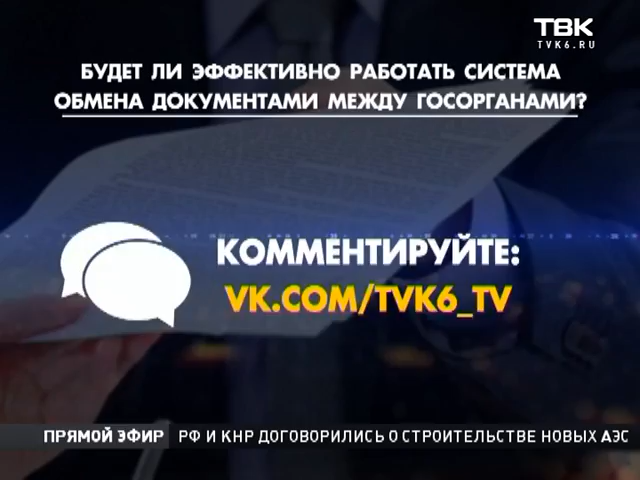 ТВК
TVK6.RU
БУДЕТ ЛИ ЭФФЕКТИВНО РАБОТАТЬ СИСТЕМА
ОБМЕНА ДОКУМЕНТАМИ МЕЖДУ ГОСОРГАНАМИ?
КОММЕНТИРУЙТЕ:
VK.COM/TVK6_TV
ПРЯМОЙ ЭФИР РФ И КНР ДОГОВОРИЛИСЬ О СТРОИТЕЛЬСТВЕ НОВЫХ АЭС